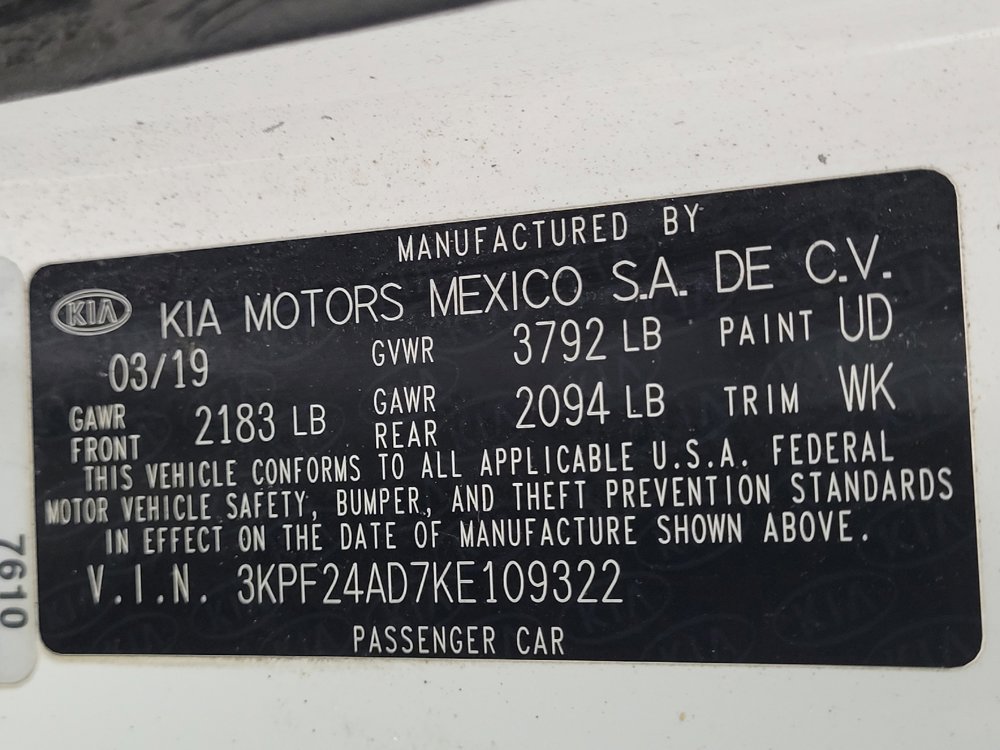 MANUFACTURED BY
KIA KIA MOTORS MEXICO S.A. DE C.V.
03/19 GVWR 3792 LB PAINT UD
GAWR FRONT 2183 LB GAWR REAR 2094 LB TRIM WK
THIS VEHICLE CONFORMS TO ALL APPLICABLE U.S.A. FEDERAL
MOTOR VEHICLE SAFETY, BUMPER, AND THEFT PREVENTION STANDARDS
IN EFFECT ON THE DATE OF MANUFACTURE SHOWN ABOVE.
V.I.N. 3KPF24AD7KE109322
PASSENGER CAR
7610